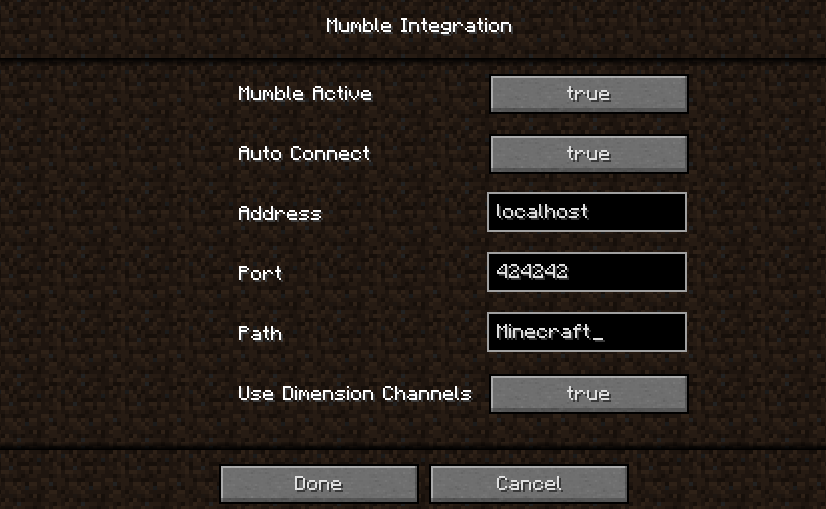 Mumble Integration
Mumble Active true
Auto Connect true
Address localhost
Port 424242
Path Minecraft_
Use Dimension Channels true
Done Cancel